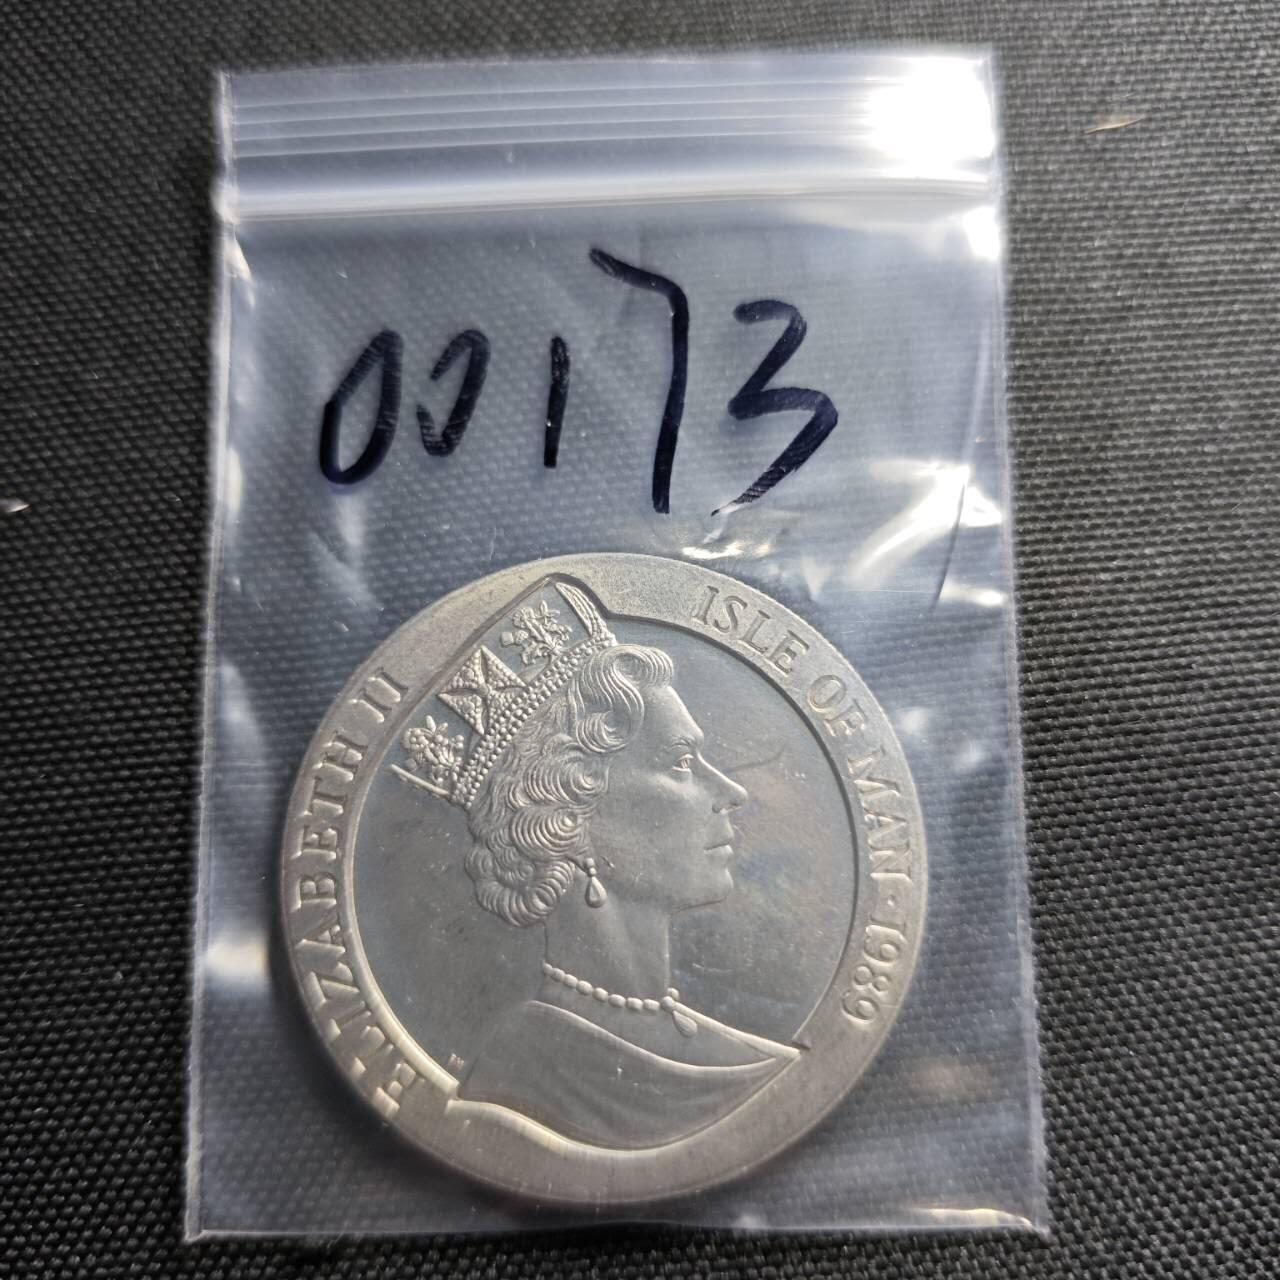 00173
ELIZABETH II
ISLE OF MAN · 1989